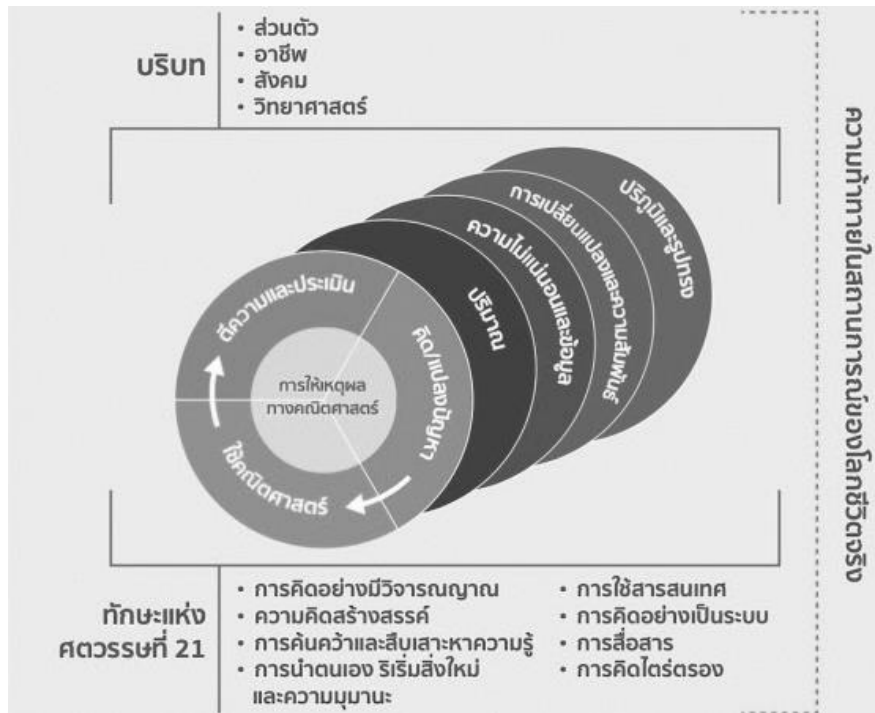 บริบท
• ส่วนตัว
• อาชีพ
• สังคม
• วิทยาศาสตร์
ความท้าทายในสถานการณ์ของโลกชีวิตจริง
ปริภูมิและรูปทรง
การเปลี่ยนแปลงและความสัมพันธ์
ความไม่แน่นอนและข้อมูล
ปริมาณ
ตีความและประเมิน
คิด/แปลงปัญหา
ใช้คณิตศาสตร์
การให้เหตุผล
ทางคณิตศาสตร์
ทักษะแห่ง
ศตวรรษที่ 21
• การคิดอย่างมีวิจารณญาณ
• ความคิดสร้างสรรค์
• การค้นคว้าและสืบเสาะหาความรู้
• การนำตนเอง ริเริ่มสิ่งใหม่
และความมุมานะ
• การใช้สารสนเทศ
• การคิดอย่างเป็นระบบ
• การสื่อสาร
• การคิดไตร่ตรอง